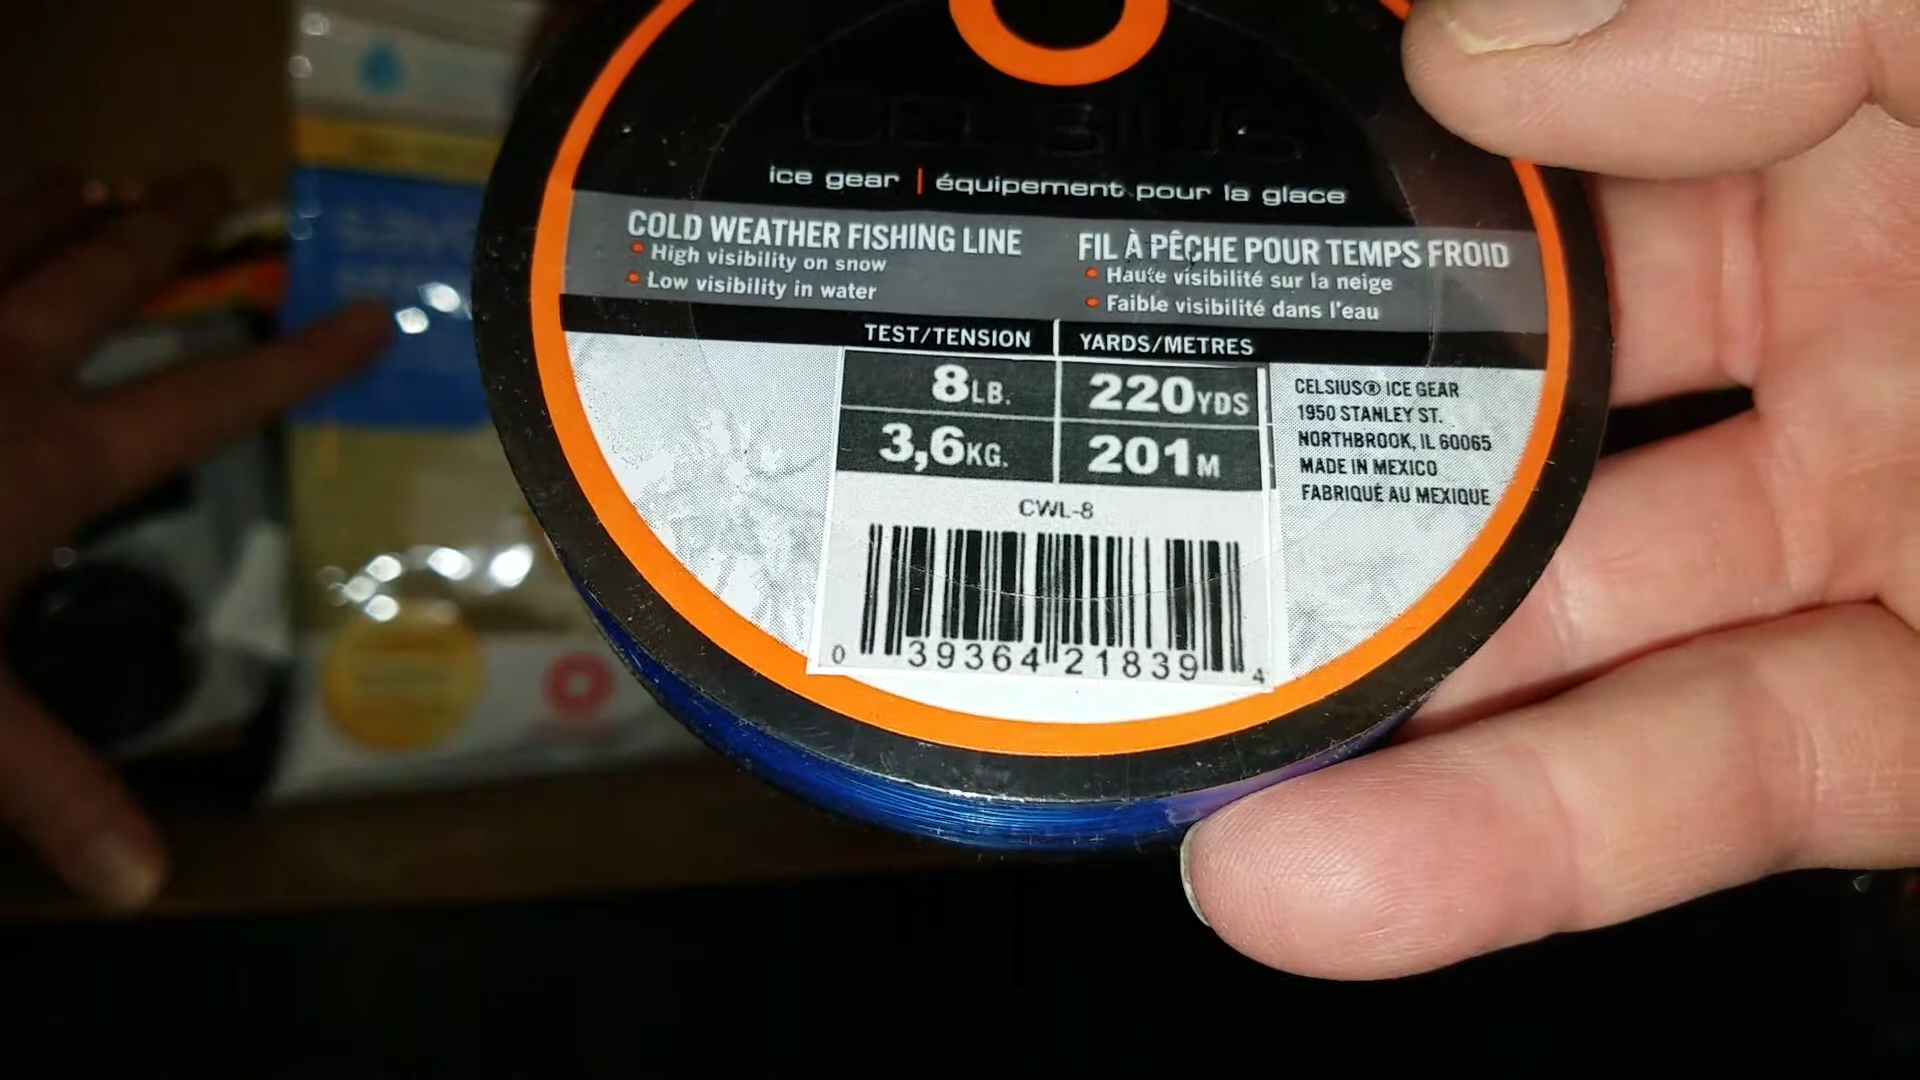 CELSIUS
ice gear | équipement pour la glace
COLD WEATHER FISHING LINE
• High visibility on snow
• Low visibility in water
FIL À PÊCHE POUR TEMPS FROID
• Haute visibilité sur la neige
• Faible visibilité dans l'eau
TEST/TENSION
YARDS/METRES
8LB.
220YDS
3,6KG.
201M
CELSIUS® ICE GEAR
1950 STANLEY ST.
NORTHBROOK, IL 60065
MADE IN MEXICO
FABRIQUÉ AU MEXIQUE
CWL-8
0 39364 21839 4